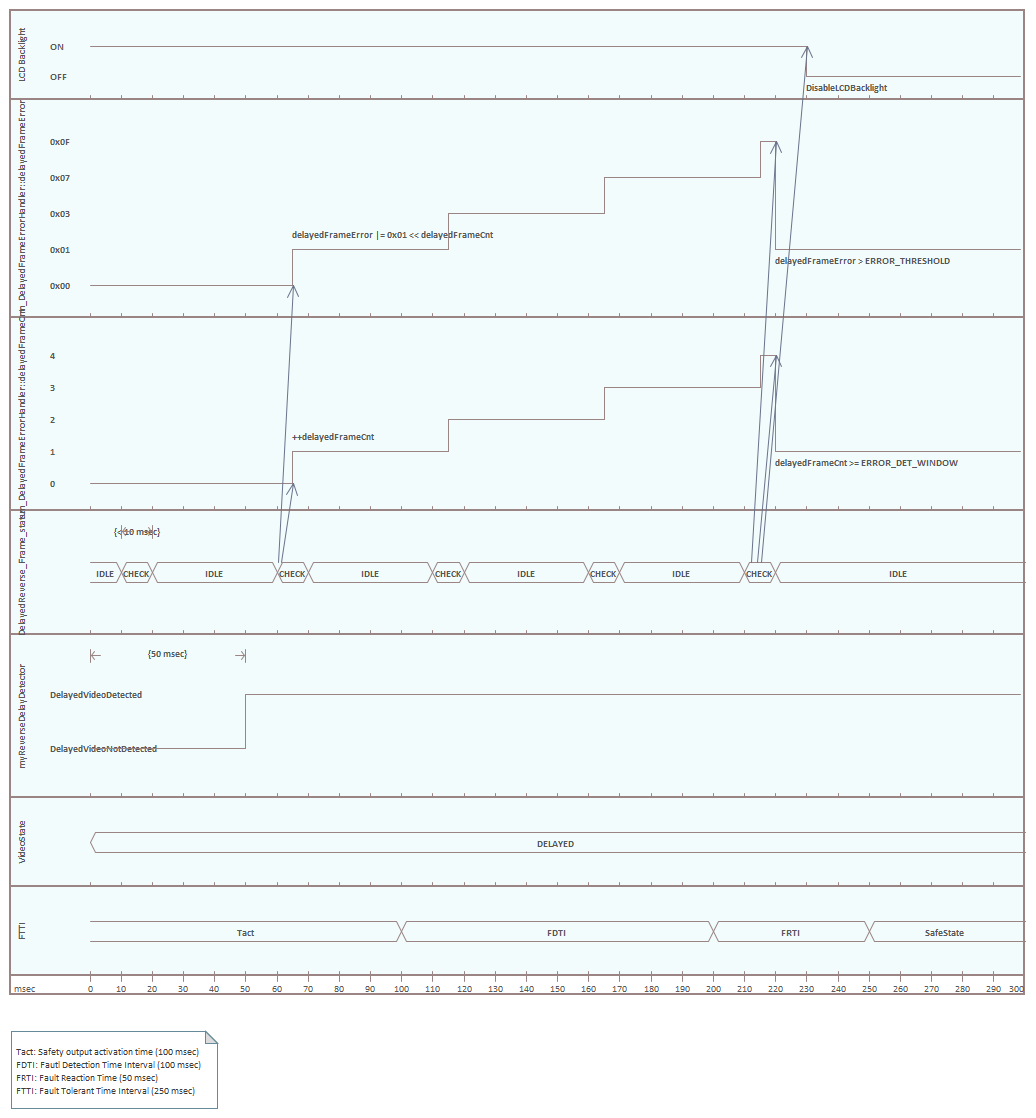 LCD Backlight
ON
OFF
DisableLCDBacklight
m_DelayedFrameErrorHandler::delayedFrameError
0x0F
0x07
0x03
0x01
0x00
delayedFrameError |= 0x01 << delayedFrameCnt
delayedFrameError > ERROR_THRESHOLD
m_DelayedFrameErrorHandler::delayedFrameCnt
4
3
2
1
0
++delayedFrameCnt
delayedFrameCnt >= ERROR_DET_WINDOW
DelayedReverse_Frame_status
{<10 msec}
IDLE CHECK IDLE CHECK IDLE CHECK IDLE CHECK IDLE CHECK IDLE
myReverseDelayDetector
{50 msec}
DelayedVideoDetected
DelayedVideoNotDetected
VideoState
DELAYED
FTTI
Tact FDTI FRTI SafeState
msec 0 10 20 30 40 50 60 70 80 90 100 110 120 130 140 150 160 170 180 190 200 210 220 230 240 250 260 270 280 290 300
Tact: Safety output activation time (100 msec)
FDTI: Fautl Detection Time Interval (100 msec)
FRTI: Fault Reaction Time (50 msec)
FTTI: Fault Tolerant Time Interval (250 msec)